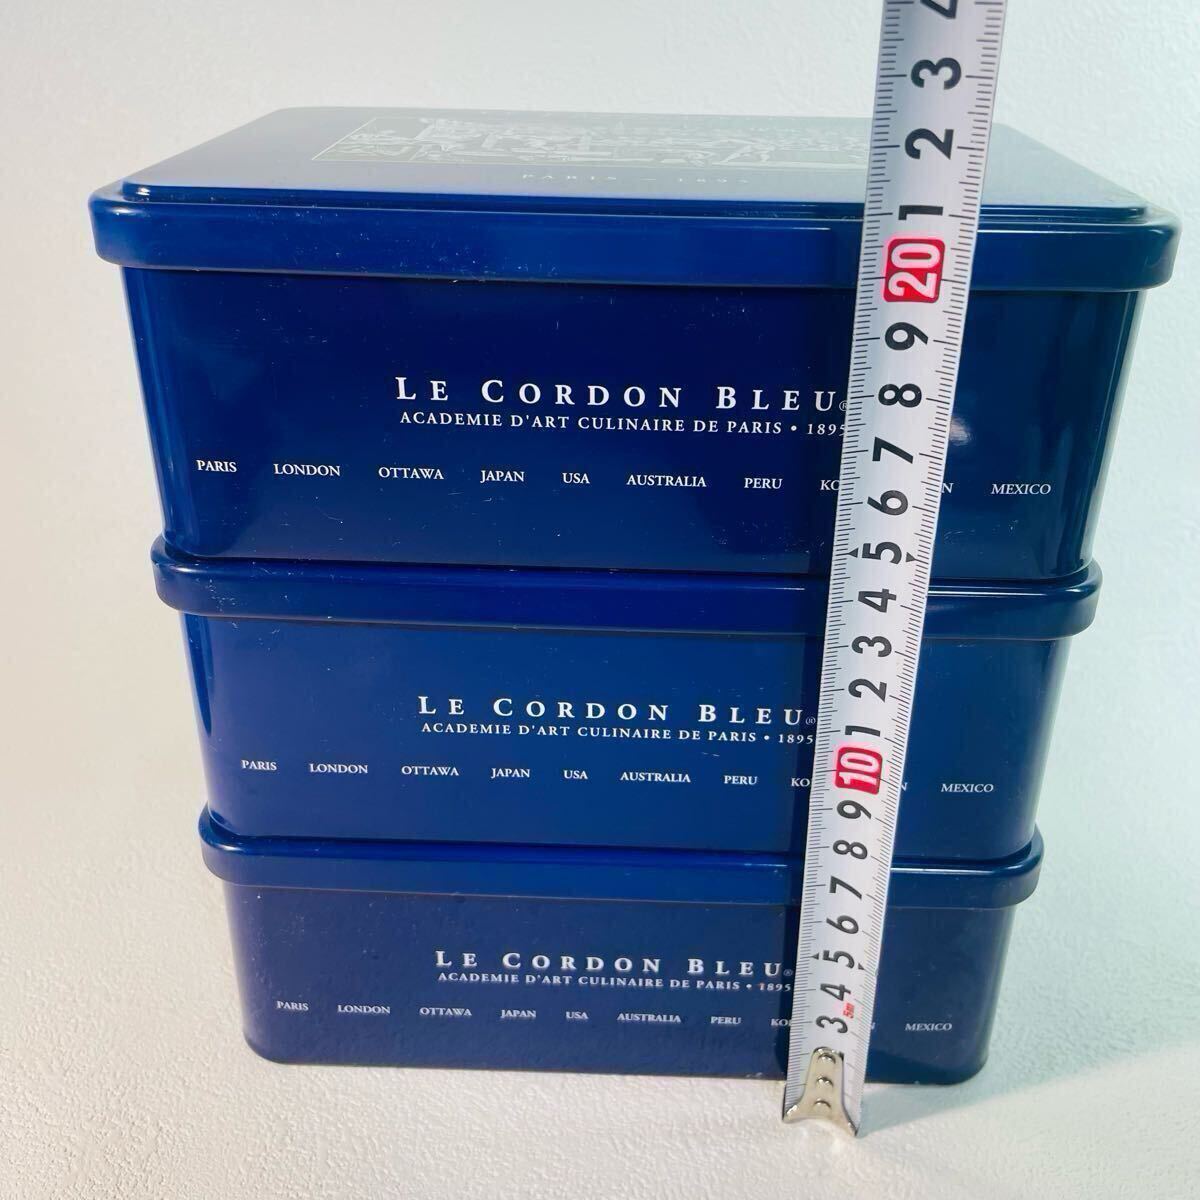 PARIS - 1895
LE CORDON BLEU®
ACADEMIE D'ART CULINAIRE DE PARIS • 1895
PARIS LONDON OTTAWA JAPAN USA AUSTRALIA PERU MEXICO
LE CORDON BLEU®
ACADEMIE D'ART CULINAIRE DE PARIS • 1895
PARIS LONDON OTTAWA JAPAN USA AUSTRALIA PERU MEXICO
LE CORDON BLEU®
ACADEMIE D'ART CULINAIRE DE PARIS • 1895
PARIS LONDON OTTAWA JAPAN USA AUSTRALIA PERU MEXICO
4
3
2
1
20
9
8
7
6
5
4
3
2
1
10
9
8
7
6
5
4
3
5m